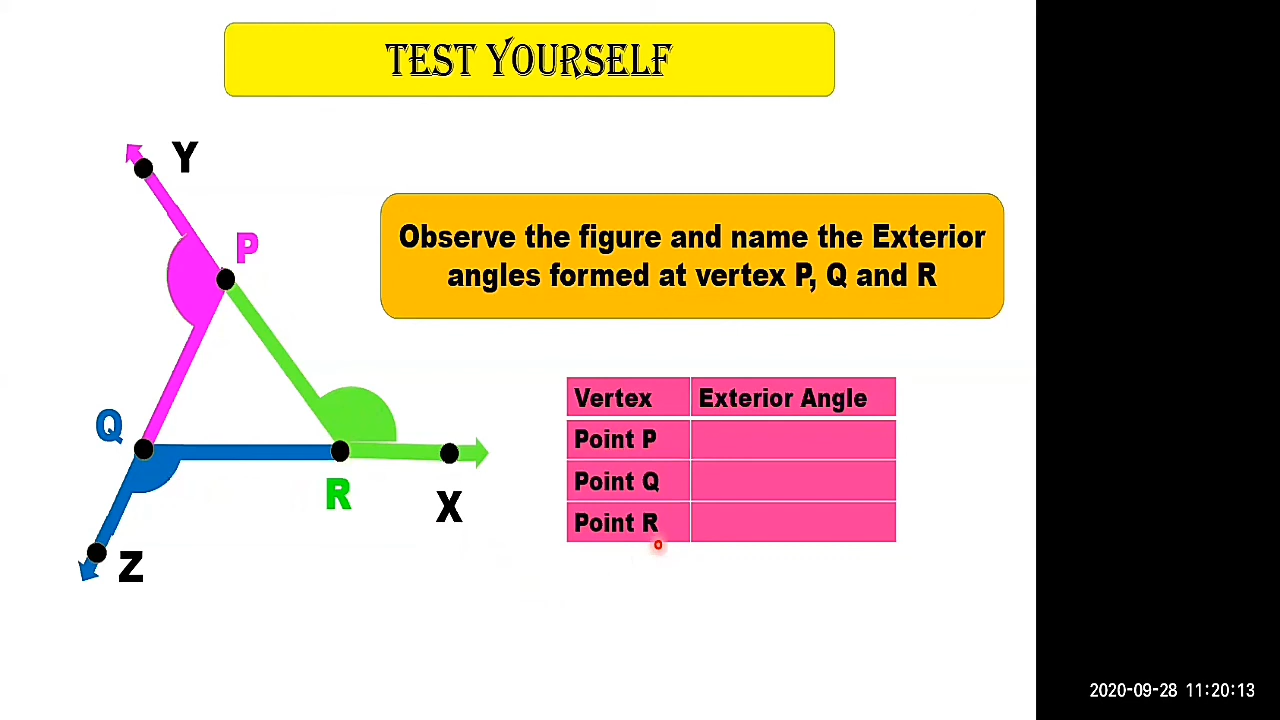 TEST YOURSELF
Y
P
Observe the figure and name the Exterior
angles formed at vertex P, Q and R
Vertex Exterior Angle
Q
Point P
Point Q
R
X
Point R
Z
2020-09-28 11:20:13